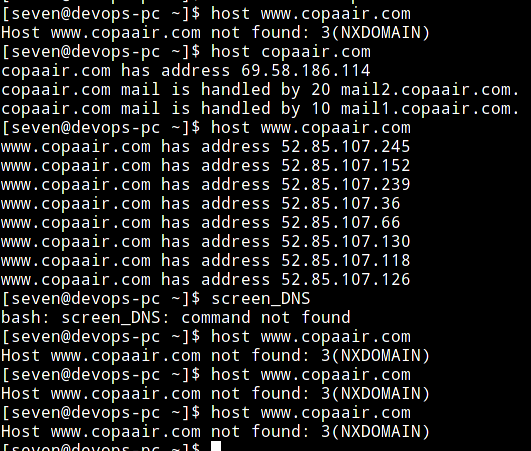 [seven@devops-pc ~]$ host www.copaair.com
Host www.copaair.com not found: 3(NXDOMAIN)
[seven@devops-pc ~]$ host copaair.com
copaair.com has address 69.58.186.114
copaair.com mail is handled by 20 mail2.copaair.com.
copaair.com mail is handled by 10 mail1.copaair.com.
[seven@devops-pc ~]$ host www.copaair.com
www.copaair.com has address 52.85.107.245
www.copaair.com has address 52.85.107.152
www.copaair.com has address 52.85.107.239
www.copaair.com has address 52.85.107.36
www.copaair.com has address 52.85.107.66
www.copaair.com has address 52.85.107.130
www.copaair.com has address 52.85.107.118
www.copaair.com has address 52.85.107.126
[seven@devops-pc ~]$ screen_DNS
bash: screen_DNS: command not found
[seven@devops-pc ~]$ host www.copaair.com
Host www.copaair.com not found: 3(NXDOMAIN)
[seven@devops-pc ~]$ host www.copaair.com
Host www.copaair.com not found: 3(NXDOMAIN)
[seven@devops-pc ~]$ host www.copaair.com
Host www.copaair.com not found: 3(NXDOMAIN)
[seven@devops-pc ~]$